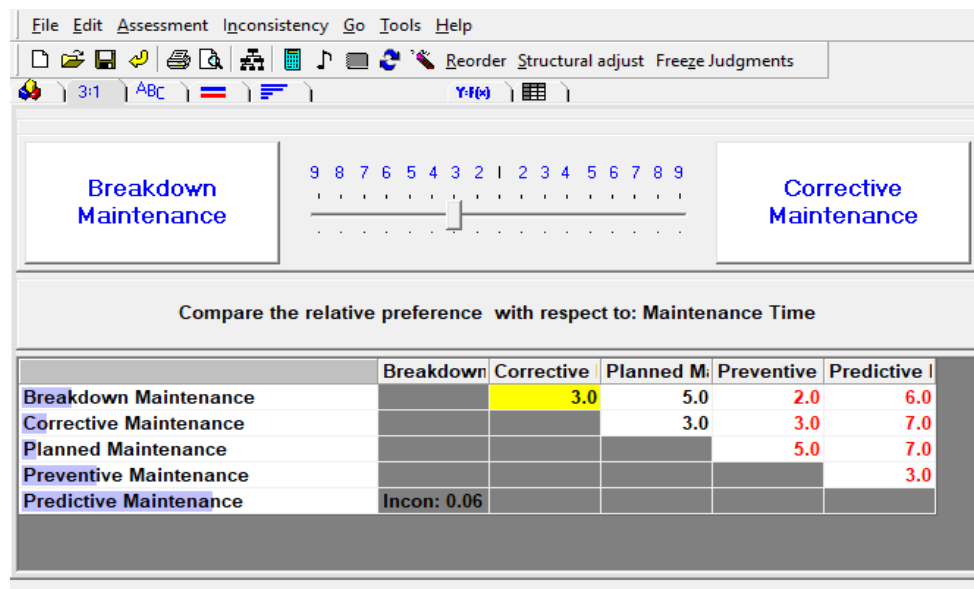 File Edit Assessment Inconsistency Go Tools Help
Reorder Structural adjust Freeze Judgments
3:1 ABC Y=F(x)
9 8 7 6 5 4 3 2 1 2 3 4 5 6 7 8 9
Breakdown
Maintenance
Corrective
Maintenance
Compare the relative preference with respect to: Maintenance Time
Breakdown Corrective Planned Ma Preventive Predictive
Breakdown Maintenance 3.0 5.0 2.0 6.0
Corrective Maintenance 3.0 3.0 7.0
Planned Maintenance 5.0 7.0
Preventive Maintenance 3.0
Predictive Maintenance Incon: 0.06